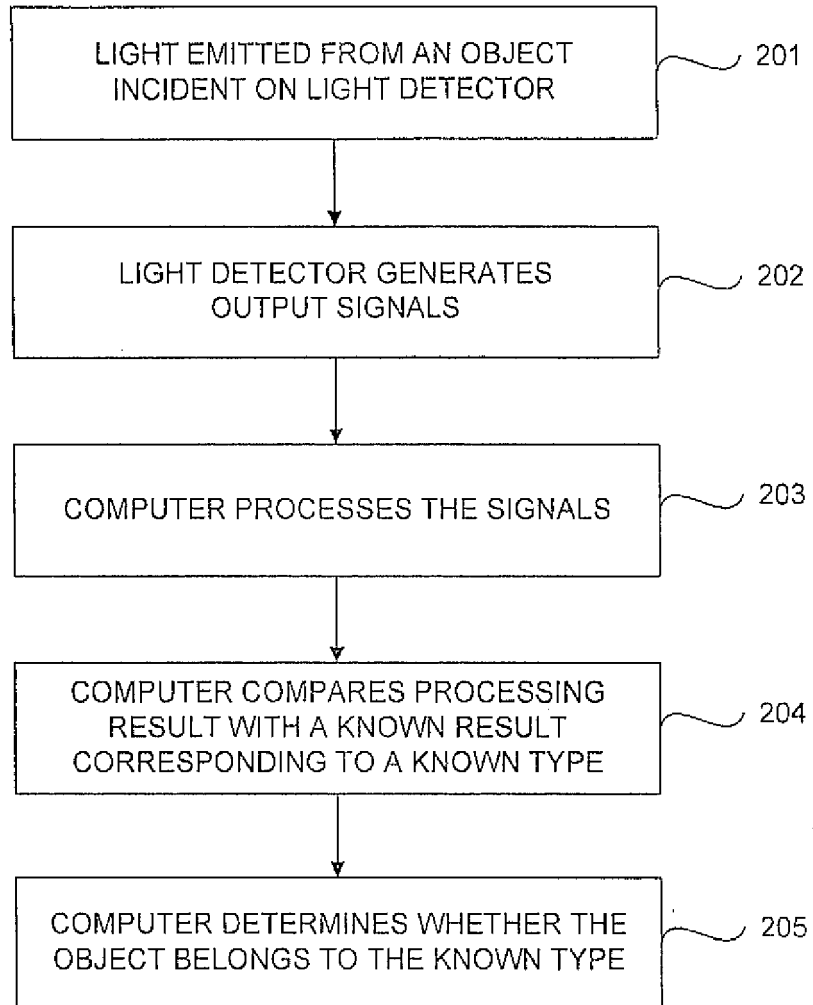 LIGHT EMITTED FROM AN OBJECT
INCIDENT ON LIGHT DETECTOR
201
LIGHT DETECTOR GENERATES
OUTPUT SIGNALS
202
COMPUTER PROCESSES THE SIGNALS
203
COMPUTER COMPARES PROCESSING
RESULT WITH A KNOWN RESULT
CORRESPONDING TO A KNOWN TYPE
204
COMPUTER DETERMINES WHETHER THE
OBJECT BELONGS TO THE KNOWN TYPE
205